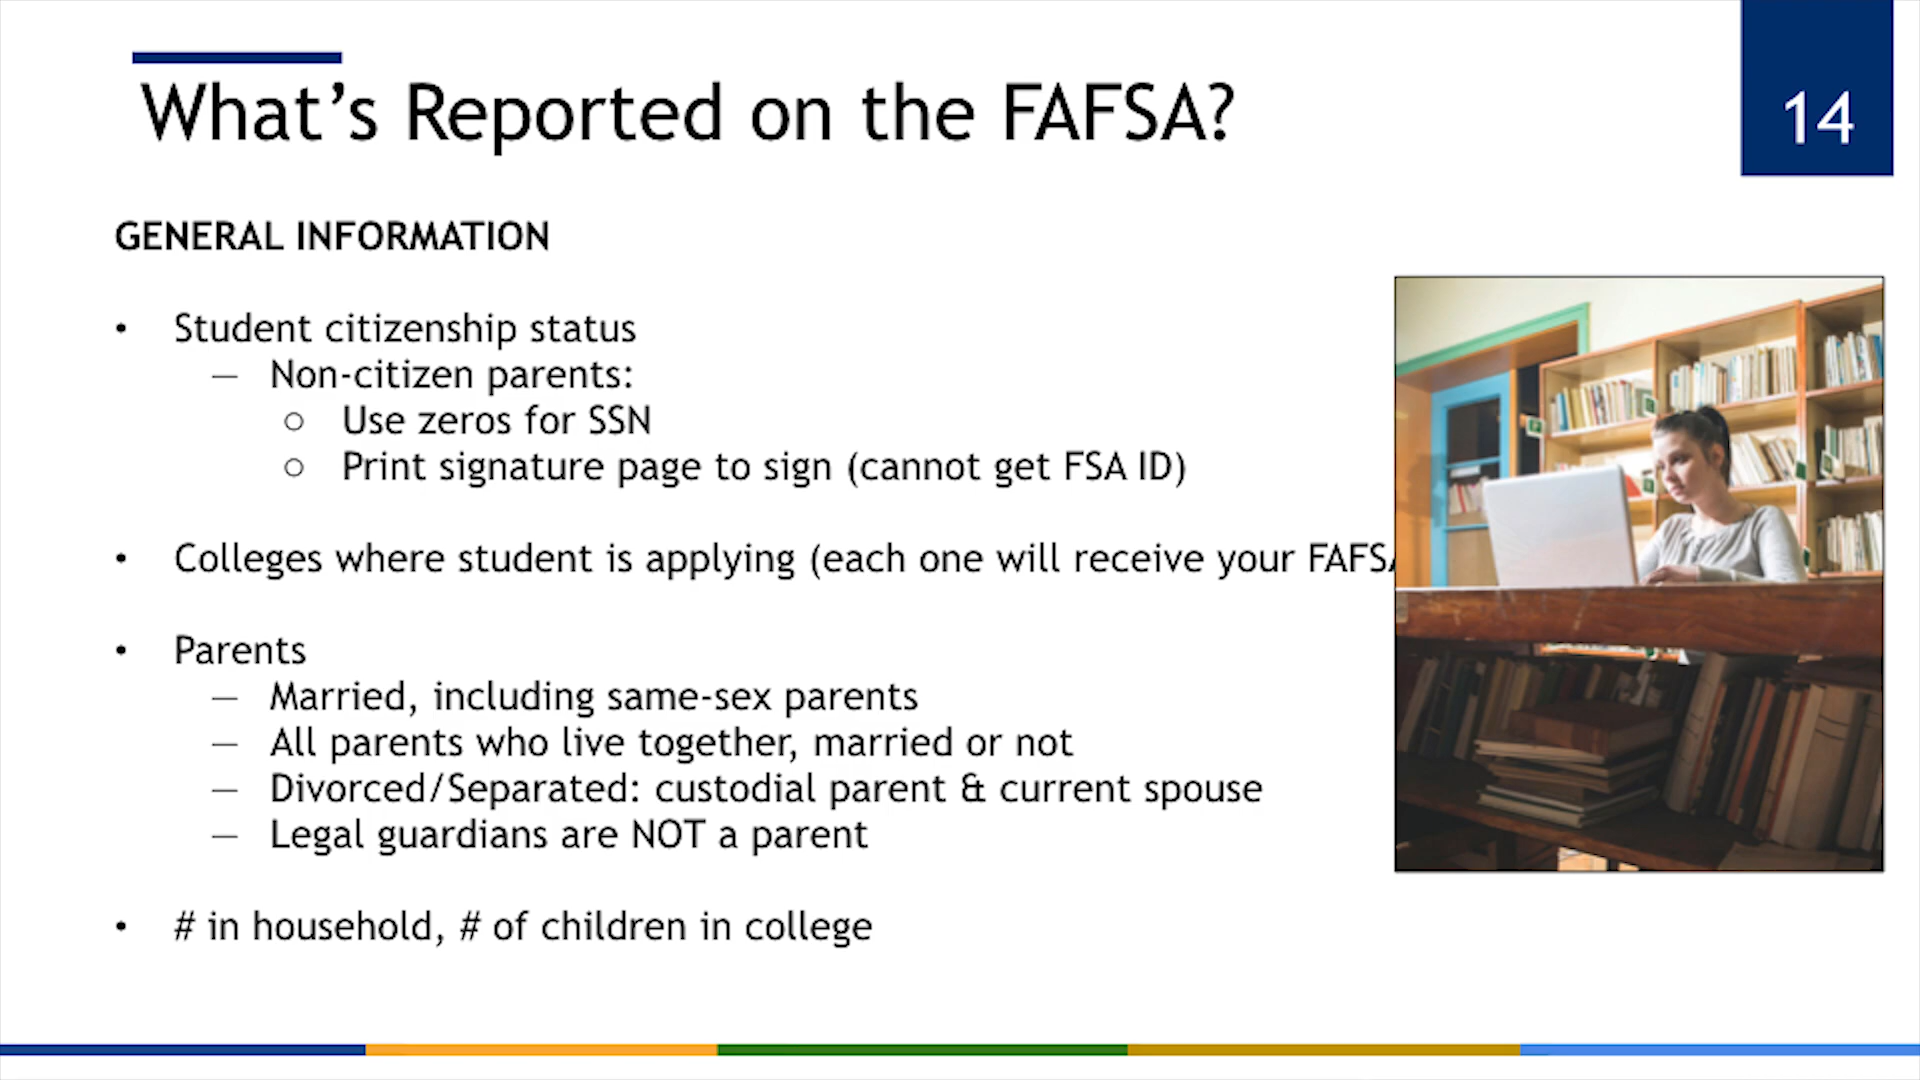 What’s Reported on the FAFSA?
14
GENERAL INFORMATION
• Student citizenship status
— Non-citizen parents:
○ Use zeros for SSN
○ Print signature page to sign (cannot get FSA ID)
• Colleges where student is applying (each one will receive your FAFSA
• Parents
— Married, including same-sex parents
— All parents who live together, married or not
— Divorced/Separated: custodial parent & current spouse
— Legal guardians are NOT a parent
• # in household, # of children in college